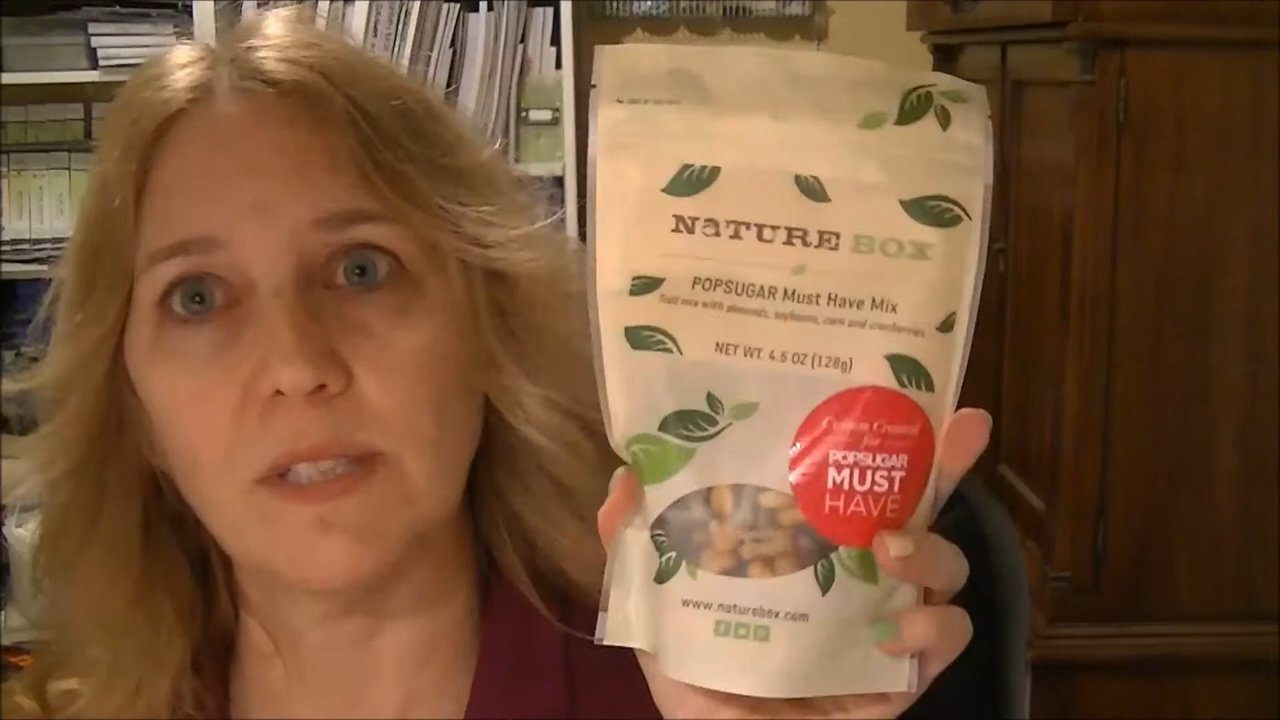 NaTURE BOX
POPSUGAR Must Have Mix
Trail mix with almonds, soybeans, corn and cranberries
NET WT. 4.5 OZ (128g)
Custom Created
for
POPSUGAR
MUST
HAVE
www.naturebox.com